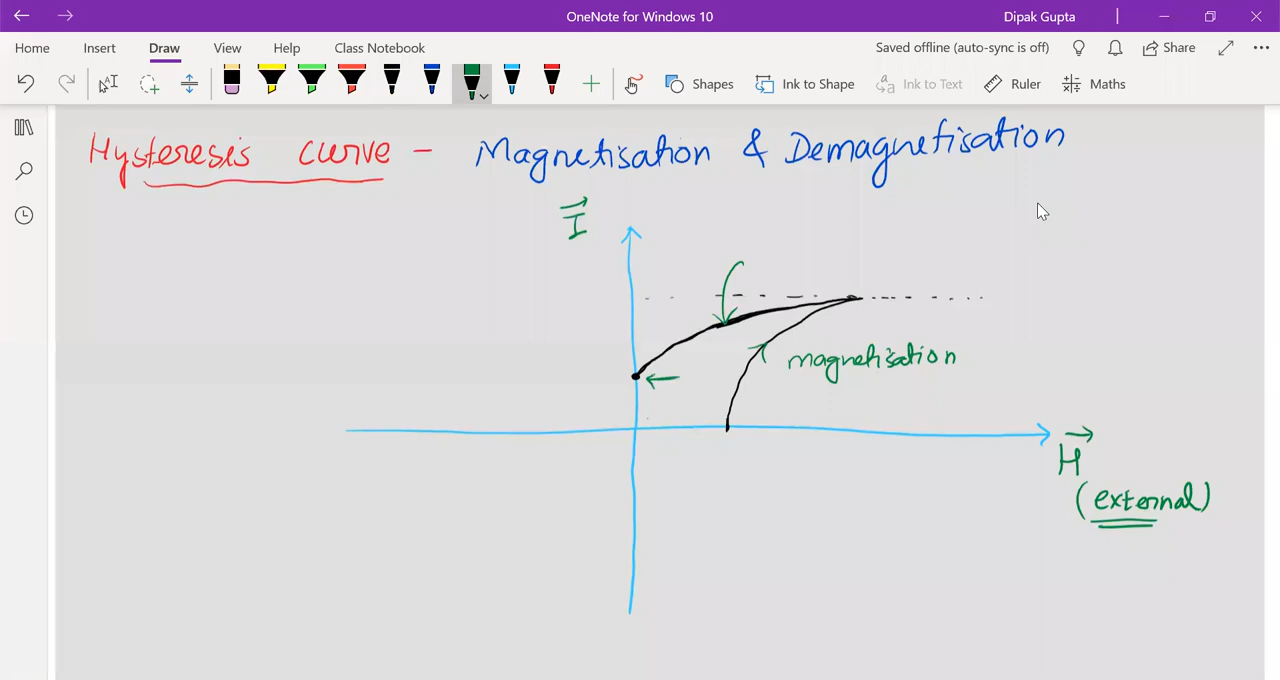 OneNote for Windows 10
Dipak Gupta
Home Insert Draw View Help Class Notebook
Saved offline (auto-sync is off)
Share
Shapes
Ink to Shape
Ink to Text
Ruler
Maths
Hysteresis curve - Magnetisation & Demagnetisation
I
magnetisation
H
(external)